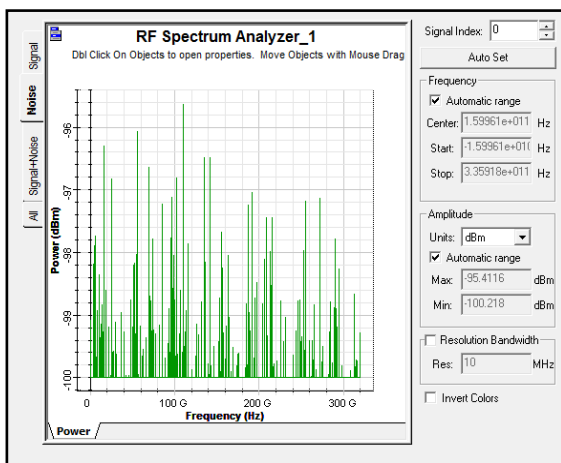 RF Spectrum Analyzer_1
Dbl Click On Objects to open properties. Move Objects with Mouse Drag
Signal
Noise
Signal+Noise
All
Power (dBm)
-96
-97
-98
-99
-100
0
100 G
200 G
300 G
Frequency (Hz)
Power
Signal Index: 0
Auto Set
Frequency
Automatic range
Center: 1.59961e+011 Hz
Start: -1.59961e+010 Hz
Stop: 3.35918e+011 Hz
Amplitude
Units: dBm
Automatic range
Max: -95.4116 dBm
Min: -100.218 dBm
Resolution Bandwidth
Res: 10 MHz
Invert Colors